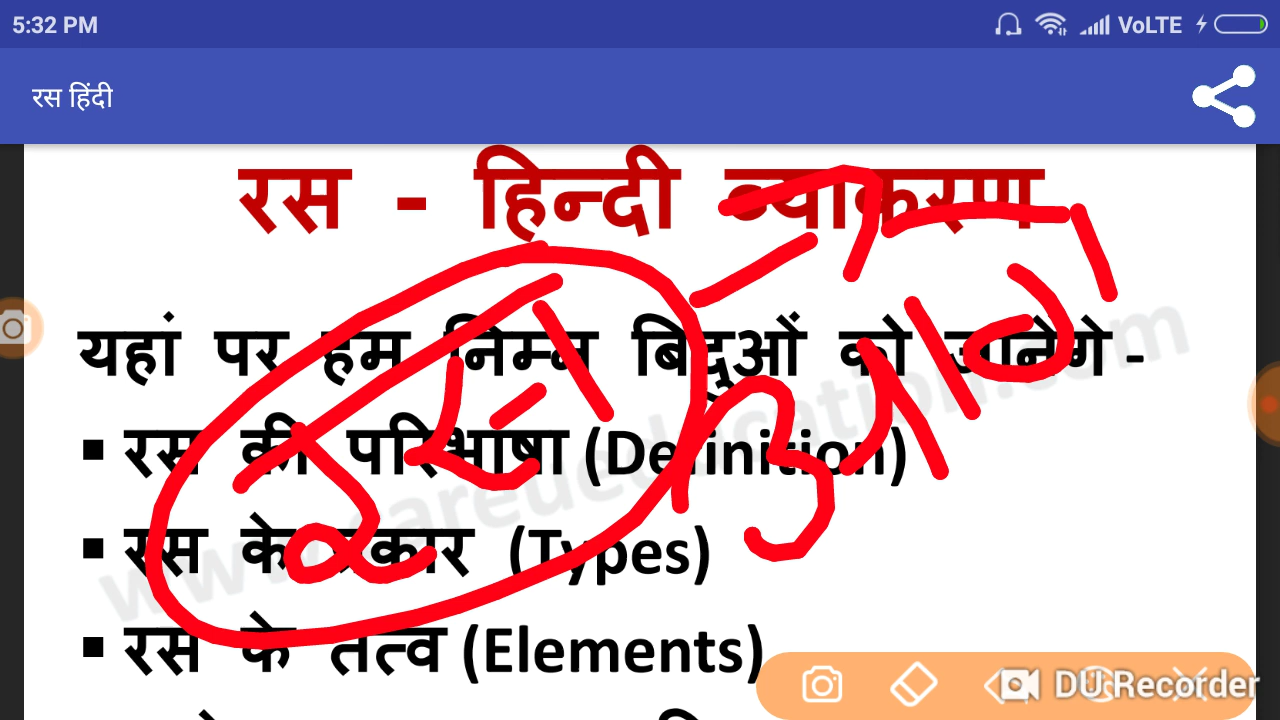 5:32 PM VoLTE
रस हिंदी
रस - हिन्दी व्याकरण
यहां पर हम निम्न बिंदुओं को जानेंगे -
▪ रस की परिभाषा (Definition)
▪ रस के प्रकार (Types)
▪ रस के तत्व (Elements)
DU Recorder